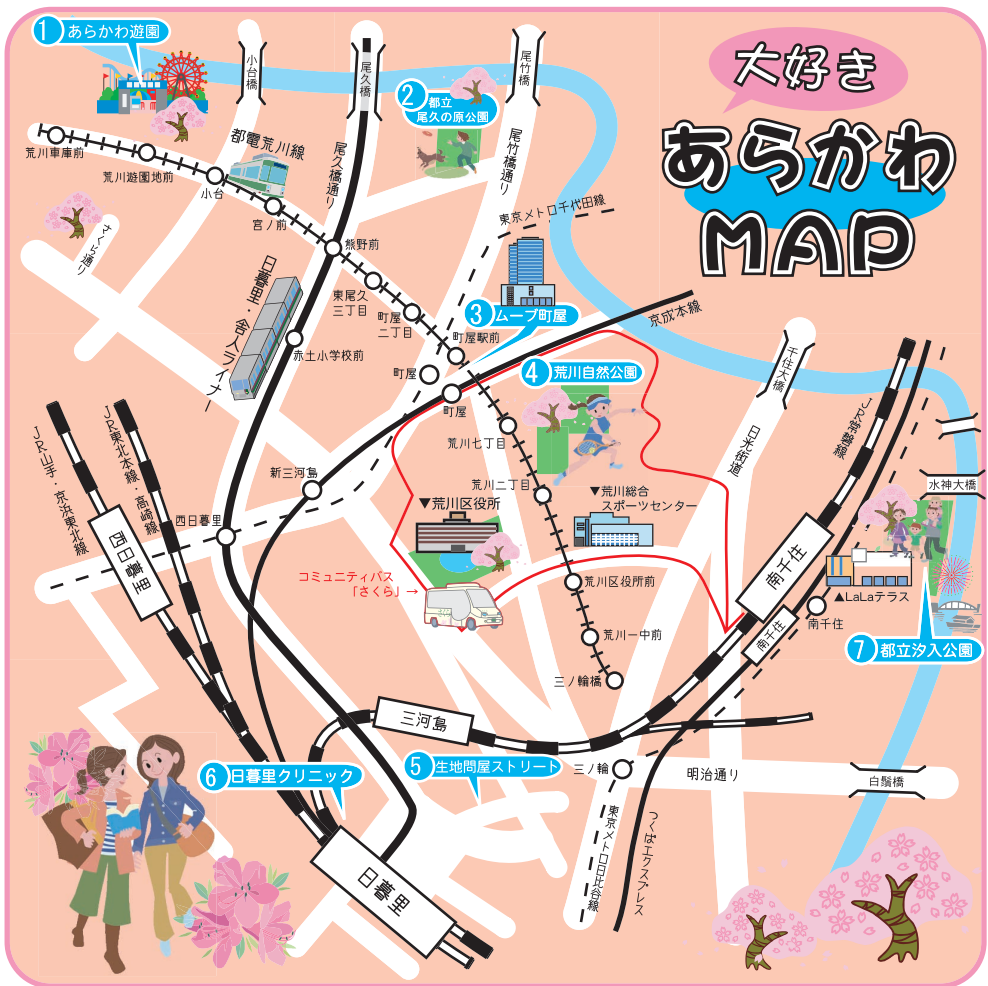 大好き
あらかわ
MAP
1 あらかわ遊園
小台橋
尾久橋
尾竹橋
2 都立
尾久の原公園
都電荒川線
尾久橋通り
尾竹橋通り
荒川車庫前
荒川遊園地前
小台
宮ノ前
熊野前
東尾久
三丁目
町屋
二丁目
町屋駅前
さくら通り
日暮里・舎人ライナー
東京メトロ千代田線
3 ムーブ町屋
京成本線
赤土小学校前
町屋
町屋
4 荒川自然公園
千住大橋
日光街道
JR常磐線
JR山手・京浜東北線
JR東北本線・高崎線
荒川七丁目
荒川二丁目
新三河島
西日暮里
西日暮里
▼荒川区役所
▼荒川総合
スポーツセンター
水神大橋
コミュニティバス
「さくら」→
荒川区役所前
荒川一中前
三ノ輪橋
南千住
南千住
南千住
▲LaLaテラス
7 都立汐入公園
三河島
6 日暮里クリニック
5 生地問屋ストリート
三ノ輪
明治通り
白鬚橋
日暮里
東京メトロ日比谷線
つくばエクスプレス